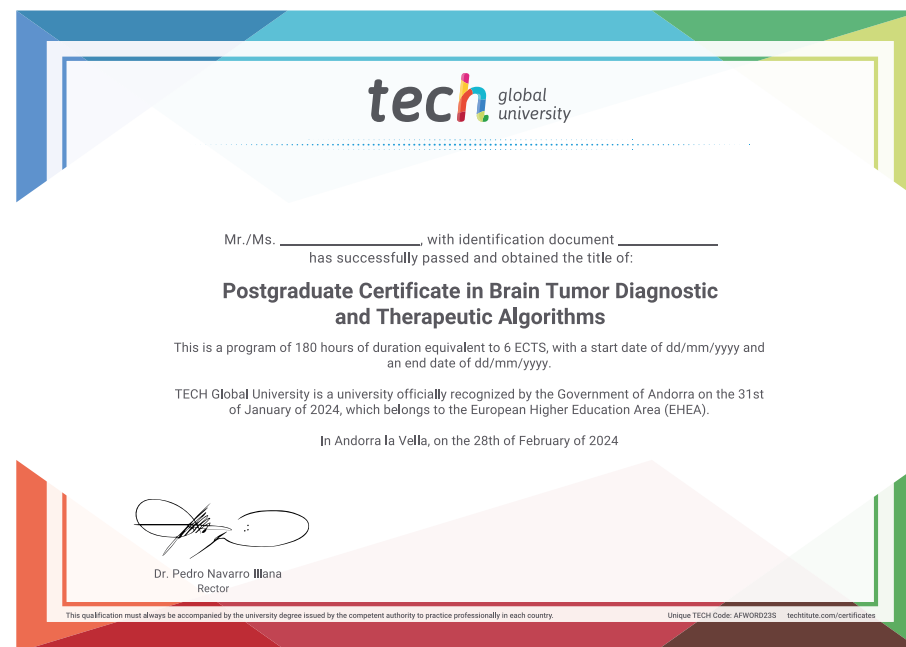 tech global
university
Mr./Ms. ____________, with identification document ____________
has successfully passed and obtained the title of:
Postgraduate Certificate in Brain Tumor Diagnostic
and Therapeutic Algorithms
This is a program of 180 hours of duration equivalent to 6 ECTS, with a start date of dd/mm/yyyy and
an end date of dd/mm/yyyy.
TECH Global University is a university officially recognized by the Government of Andorra on the 31st
of January of 2024, which belongs to the European Higher Education Area (EHEA).
In Andorra la Vella, on the 28th of February of 2024
Dr. Pedro Navarro Illana
Rector
This qualification must always be accompanied by the university degree issued by the competent authority to practice professionally in each country.
Unique TECH Code: AFWORD23S techtitute.com/certificates